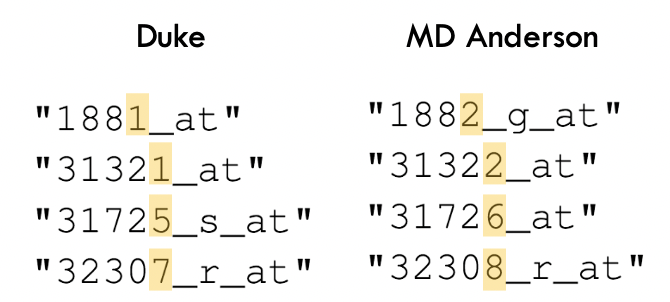 Duke
"1881_at"
"31321_at"
"31725_s_at"
"32307_r_at"
MD Anderson
"1882_g_at"
"31322_at"
"31726_at"
"32308_r_at"